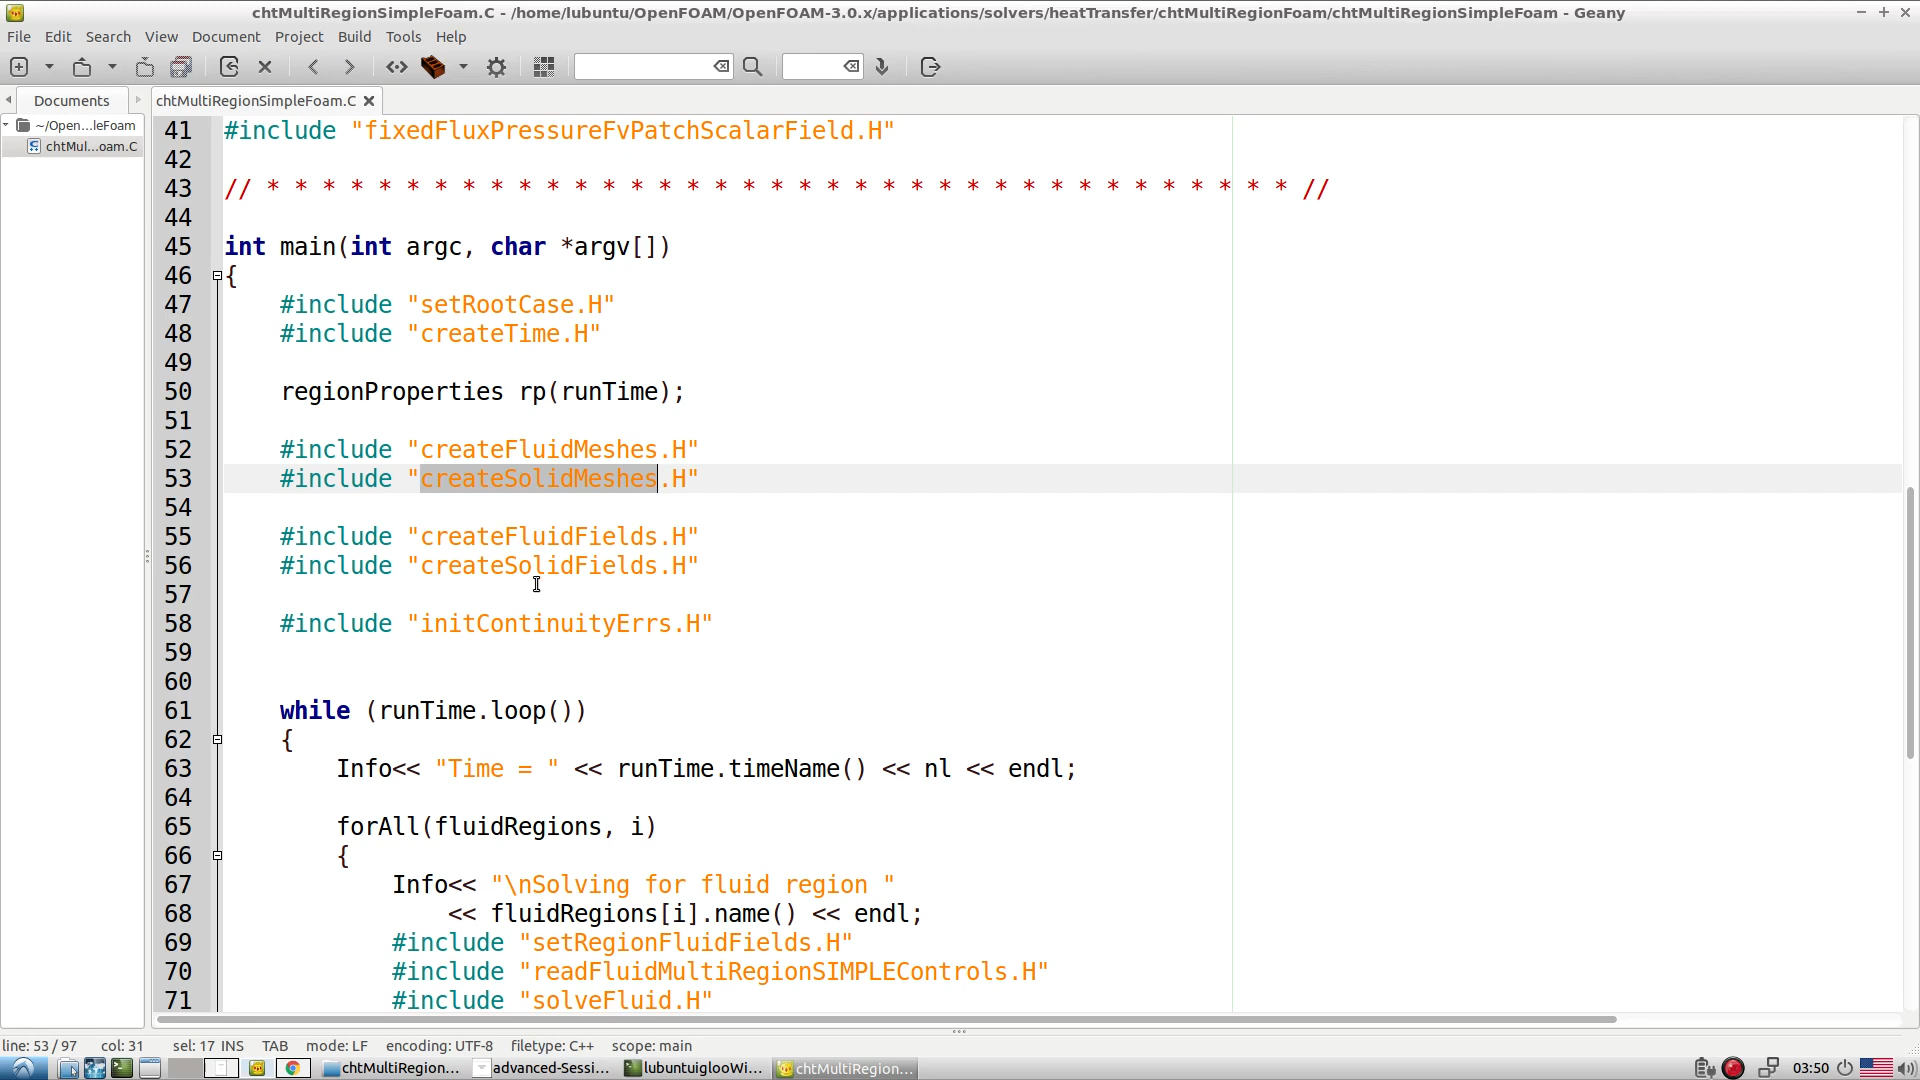 chtMultiRegionSimpleFoam.C - /home/lubuntu/OpenFOAM/OpenFOAM-3.0.x/applications/solvers/heatTransfer/chtMultiRegionFoam/chtMultiRegionSimpleFoam - Geany
File Edit Search View Document Project Build Tools Help
Documents chtMultiRegionSimpleFoam.C
~/Open...leFoam
chtMul...oam.C
41 #include "fixedFluxPressureFvPatchScalarField.H"
42
43 // * * * * * * * * * * * * * * * * * * * * * * * * * * * * * * * * * * * * * //
44
45 int main(int argc, char *argv[])
46 {
47     #include "setRootCase.H"
48     #include "createTime.H"
49
50     regionProperties rp(runTime);
51
52     #include "createFluidMeshes.H"
53     #include "createSolidMeshes.H"
54
55     #include "createFluidFields.H"
56     #include "createSolidFields.H"
57
58     #include "initContinuityErrs.H"
59
60
61     while (runTime.loop())
62     {
63         Info<< "Time = " << runTime.timeName() << nl << endl;
64
65         forAll(fluidRegions, i)
66         {
67             Info<< "\nSolving for fluid region "
68                 << fluidRegions[i].name() << endl;
69             #include "setRegionFluidFields.H"
70             #include "readFluidMultiRegionSIMPLEControls.H"
71             #include "solveFluid.H"
line: 53 / 97 col: 31 sel: 17 INS TAB mode: LF encoding: UTF-8 filetype: C++ scope: main
chtMultiRegion... advanced-Sessi... lubuntuiglooWi... chtMultiRegion... 03:50